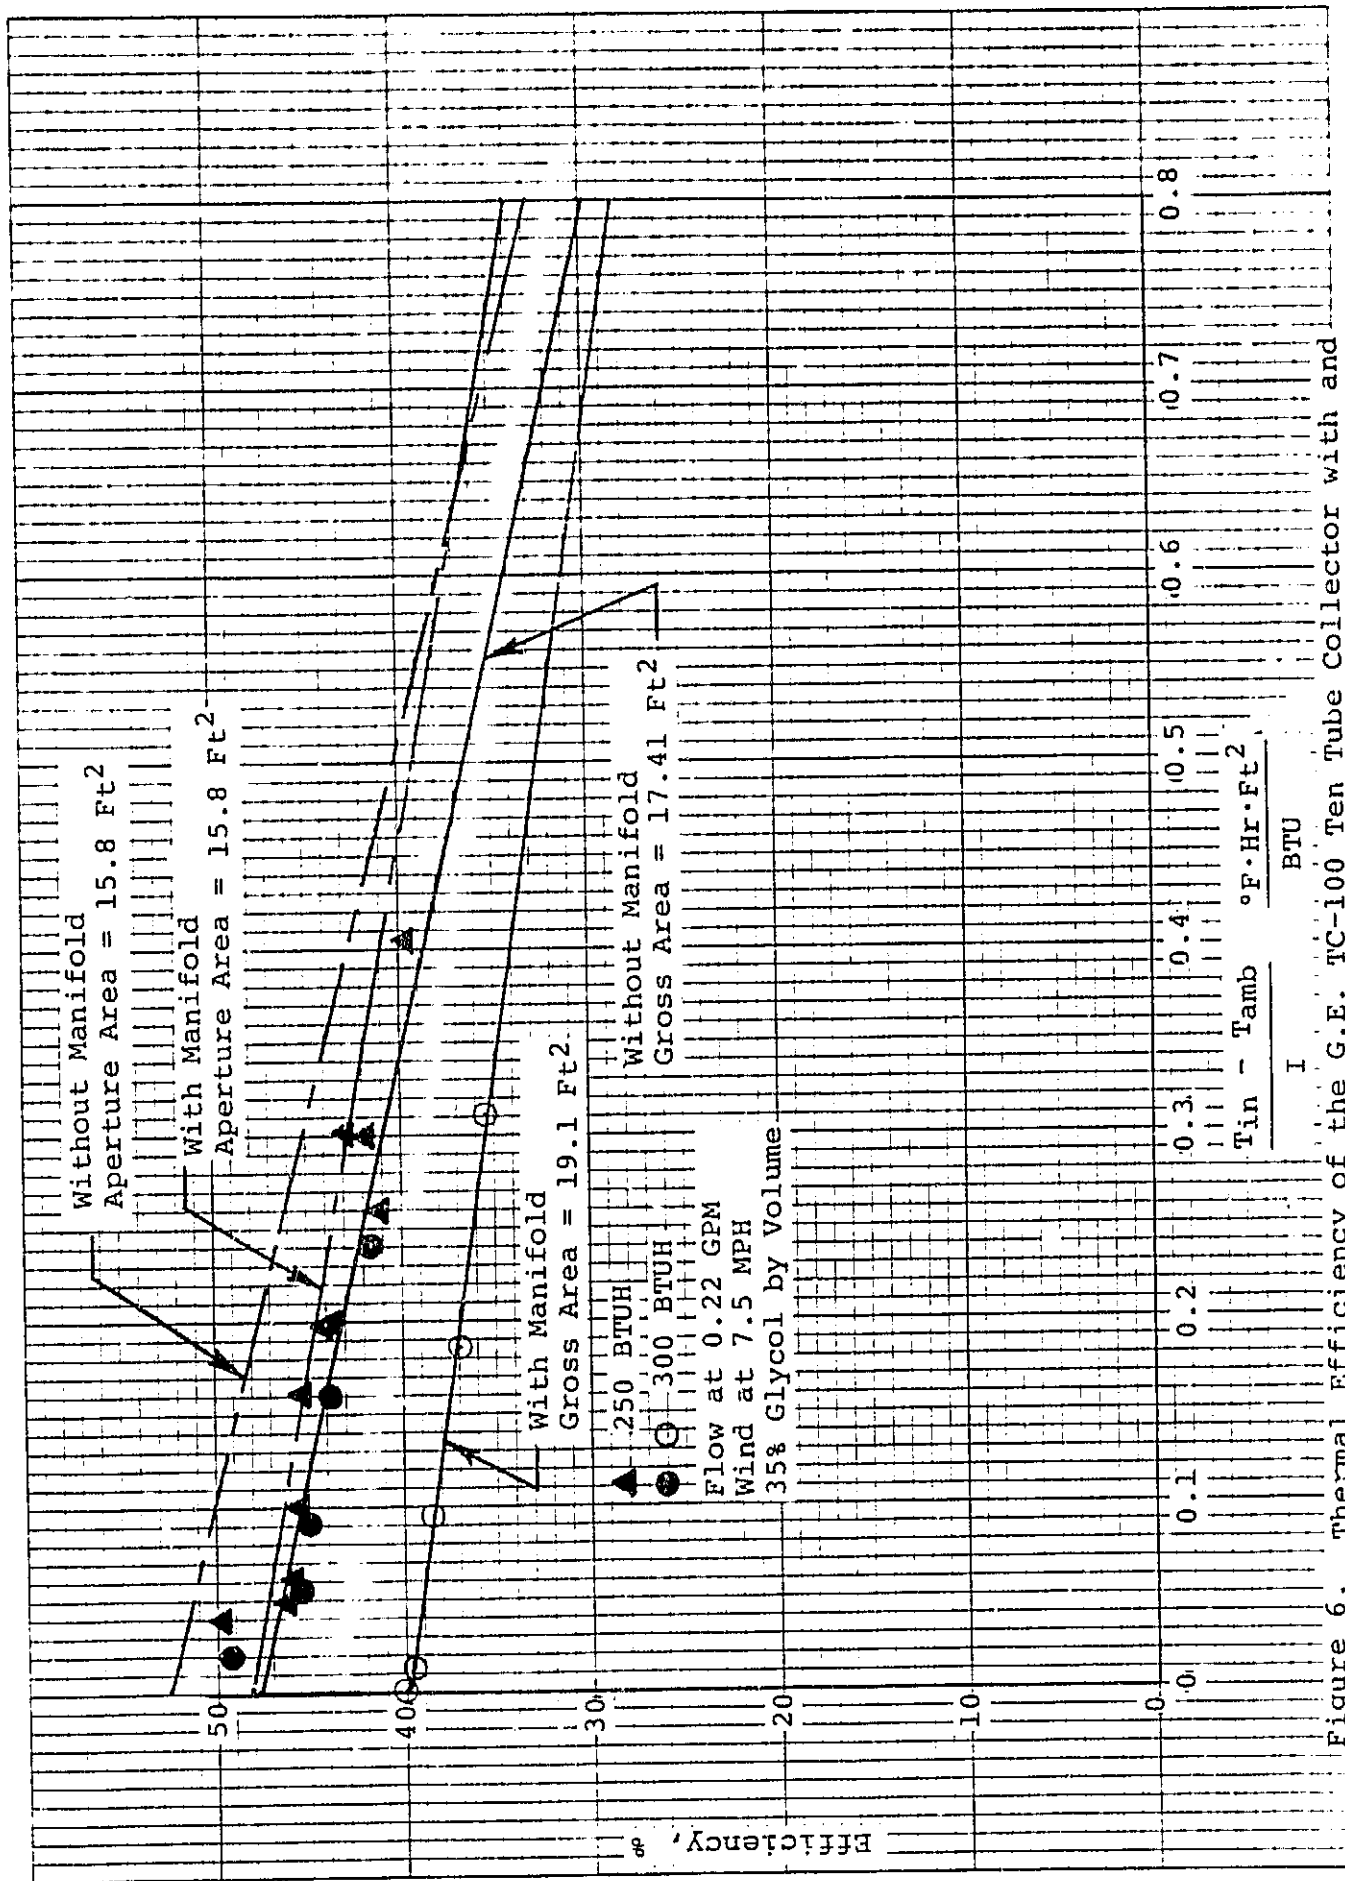 Without Manifold
Aperture Area = 15.8 Ft²
With Manifold
Aperture Area = 15.8 Ft²
50
40
30
20
10
0
Efficiency, %
With Manifold
Gross Area = 19.1 Ft²
Without Manifold
Gross Area = 17.41 Ft²
▲ 250 BTUH
● ○ 300 BTUH
Flow at 0.22 GPM
Wind at 7.5 MPH
35% Glycol by Volume
0 0.1 0.2 0.3 0.4 0.5 0.6 0.7 0.8
Tin - Tamb °F·Hr·Ft²
I BTU
Figure 6. Thermal Efficiency of the G.E. TC-100 Ten Tube Collector with and